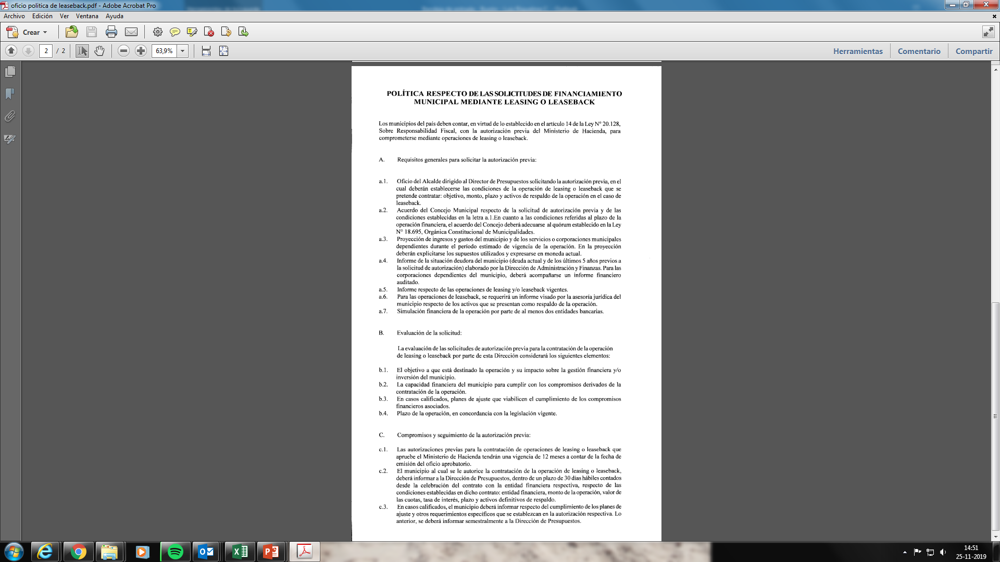 oficio politica de leaseback.pdf - Adobe Acrobat Pro
Archivo Edición Ver Ventana Ayuda
Crear
2 / 2 63,9% Herramientas Comentario Compartir
POLÍTICA RESPECTO DE LAS SOLICITUDES DE FINANCIAMIENTO
MUNICIPAL MEDIANTE LEASING O LEASEBACK
Los municipios del país deben contar, en virtud de lo establecido en el artículo 14 de la Ley N° 20.128,
Sobre Responsabilidad Fiscal, con la autorización previa del Ministerio de Hacienda, para
comprometerse mediante operaciones de leasing o leaseback.
A. Requisitos generales para solicitar la autorización previa:
a.1. Oficio del Alcalde dirigido al Director de Presupuestos solicitando la autorización previa, en el
cual deberán establecerse las condiciones de la operación de leasing o leaseback que se
pretende contratar: objetivo, monto, plazo y activos de respaldo de la operación en el caso de
leaseback.
a.2. Acuerdo del Concejo Municipal respecto de la solicitud de autorización previa y de las
condiciones establecidas en la letra a.1.En cuanto a las condiciones referidas al plazo de la
operación financiera, el acuerdo del Concejo deberá adecuarse al quórum establecido en la Ley
N° 18.695, Orgánica Constitucional de Municipalidades.
a.3. Proyección de ingresos y gastos del municipio y de los servicios o corporaciones municipales
dependientes durante el período estimado de vigencia de la operación. En la proyección
deberán explicitarse los supuestos utilizados y expresarse en moneda actual.
a.4. Informe de la situación deudora del municipio (deuda actual y de los últimos 5 años previos a
la solicitud de autorización) elaborado por la Dirección de Administración y Finanzas. Para las
corporaciones dependientes del municipio, deberá acompañarse un informe financiero
auditado.
a.5. Informe respecto de las operaciones de leasing y/o leaseback vigentes.
a.6. Para las operaciones de leaseback, se requerirá un informe visado por la asesoría jurídica del
municipio respecto de los activos que se presentan como respaldo de la operación.
a.7. Simulación financiera de la operación por parte de al menos dos entidades bancarias.
B. Evaluación de la solicitud:
La evaluación de las solicitudes de autorización previa para la contratación de la operación
de leasing o leaseback por parte de esta Dirección considerará los siguientes elementos:
b.1. El objetivo a que está destinado la operación y su impacto sobre la gestión financiera y/o
inversión del municipio.
b.2. La capacidad financiera del municipio para cumplir con los compromisos derivados de la
contratación de la operación.
b.3. En casos calificados, planes de ajuste que viabilicen el cumplimiento de los compromisos
financieros asociados.
b.4. Plazo de la operación, en concordancia con la legislación vigente.
C. Compromisos y seguimiento de la autorización previa:
c.1. Las autorizaciones previas para la contratación de operaciones de leasing o leaseback que
apruebe el Ministerio de Hacienda tendrán una vigencia de 12 meses a contar de la fecha de
emisión del oficio aprobatorio.
c.2. El municipio al cual se le autorice la contratación de la operación de leasing o leaseback,
deberá informar a la Dirección de Presupuestos, dentro de un plazo de 30 días hábiles contados
desde la celebración del contrato con la entidad financiera respectiva, respecto de las
condiciones establecidas en dicho contrato: entidad financiera, monto de la operación, valor de
las cuotas, tasa de interés, plazo y activos definitivos de respaldo.
c.3. En casos calificados, el municipio deberá informar respecto del cumplimiento de los planes de
ajuste y otros requerimientos específicos que se establezcan en la autorización respectiva. Lo
anterior, se deberá informar semestralmente a la Dirección de Presupuestos.
14:51
25-11-2019